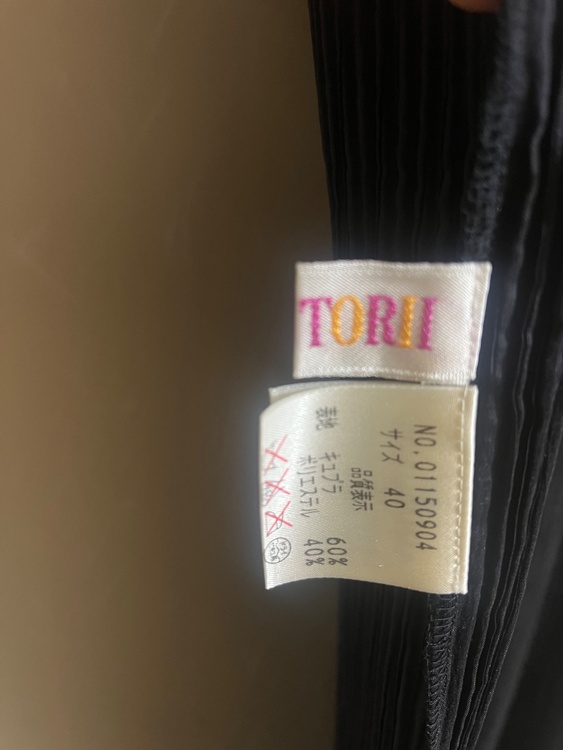 TORII
NO.01150904
サイズ 40
品質表示
表地 キュプラ 60%
ポリエステル 40%